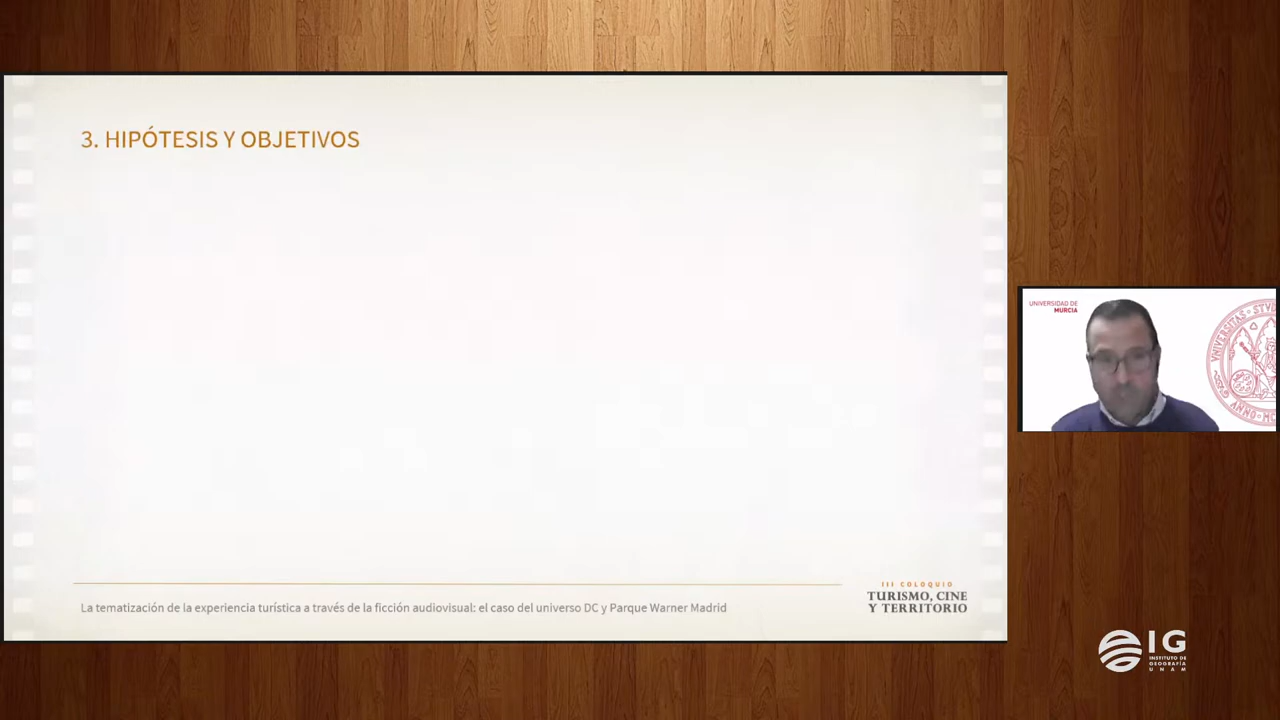 3. HIPÓTESIS Y OBJETIVOS
UNIVERSIDAD DE
MURCIA
La tematización de la experiencia turística a través de la ficción audiovisual: el caso del universo DC y Parque Warner Madrid
III COLOQUIO
TURISMO, CINE
Y TERRITORIO
IG
INSTITUTO DE
GEOGRAFÍA
UNAM